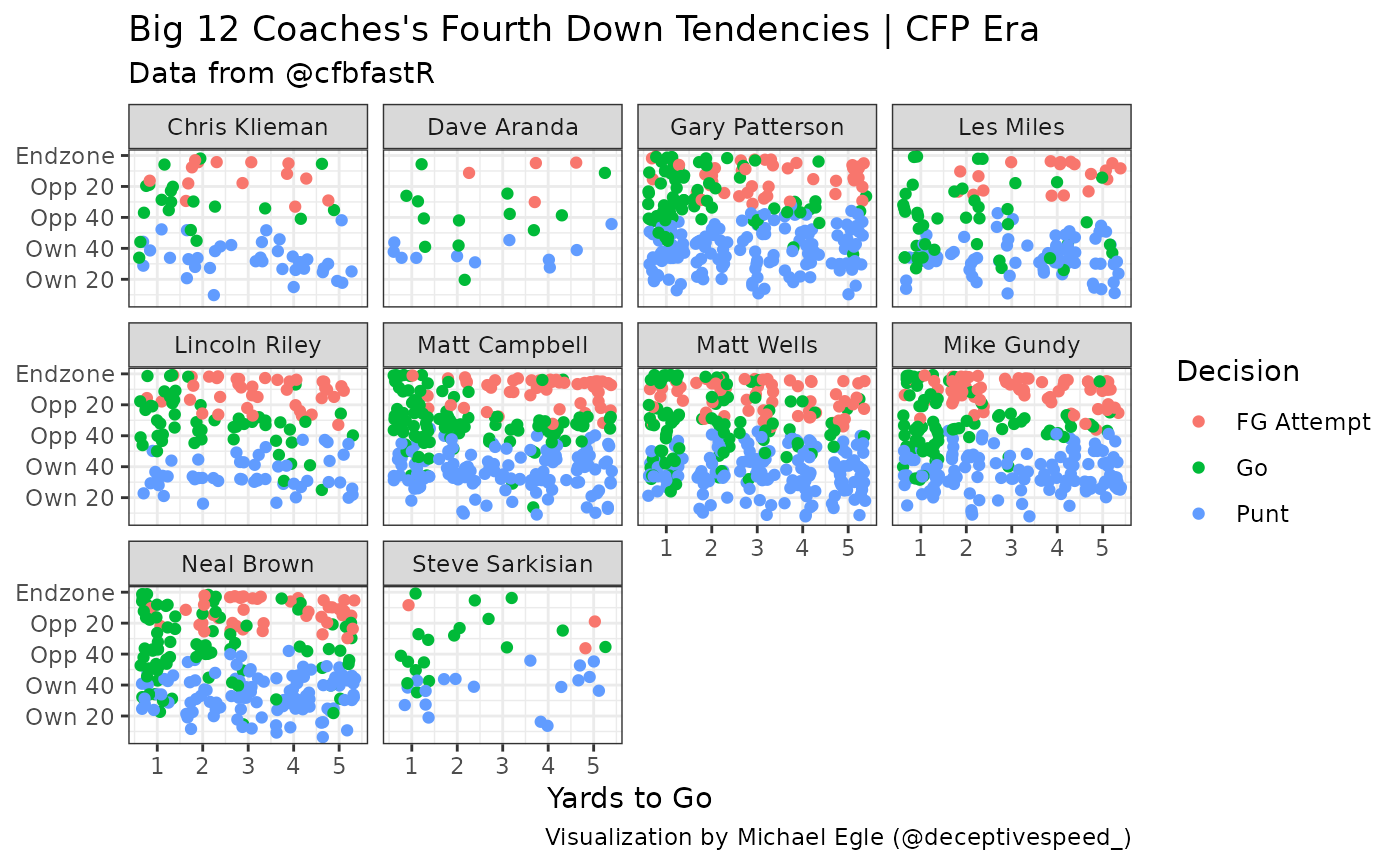 Big 12 Coaches's Fourth Down Tendencies | CFP Era
Data from @cfbfastR
Chris Klieman
Dave Aranda
Gary Patterson
Les Miles
Endzone
Opp 20
Opp 40
Own 40
Own 20
Lincoln Riley
Matt Campbell
Matt Wells
Mike Gundy
Endzone
Opp 20
Opp 40
Own 40
Own 20
1 2 3 4 5
1 2 3 4 5
Neal Brown
Steve Sarkisian
Endzone
Opp 20
Opp 40
Own 40
Own 20
1 2 3 4 5
1 2 3 4 5
Yards to Go
Visualization by Michael Egle (@deceptivespeed_)
Decision
FG Attempt
Go
Punt